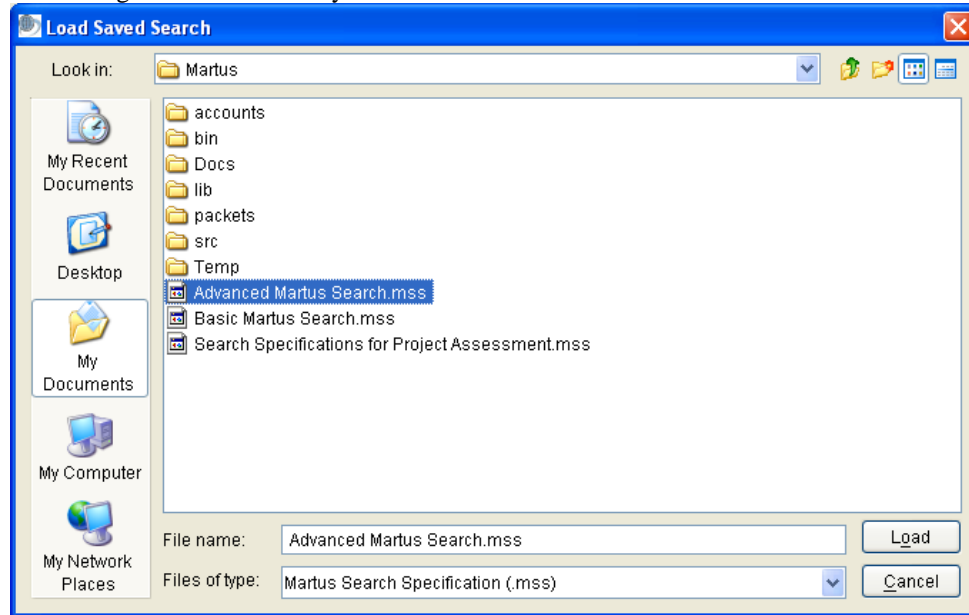 Load Saved Search
Look in:
Martus
My Recent
Documents
Desktop
My
Documents
My Computer
My Network
Places
accounts
bin
Docs
lib
packets
src
Temp
Advanced Martus Search.mss
Basic Martus Search.mss
Search Specifications for Project Assessment.mss
File name:
Advanced Martus Search.mss
Load
Files of type:
Martus Search Specification (.mss)
Cancel